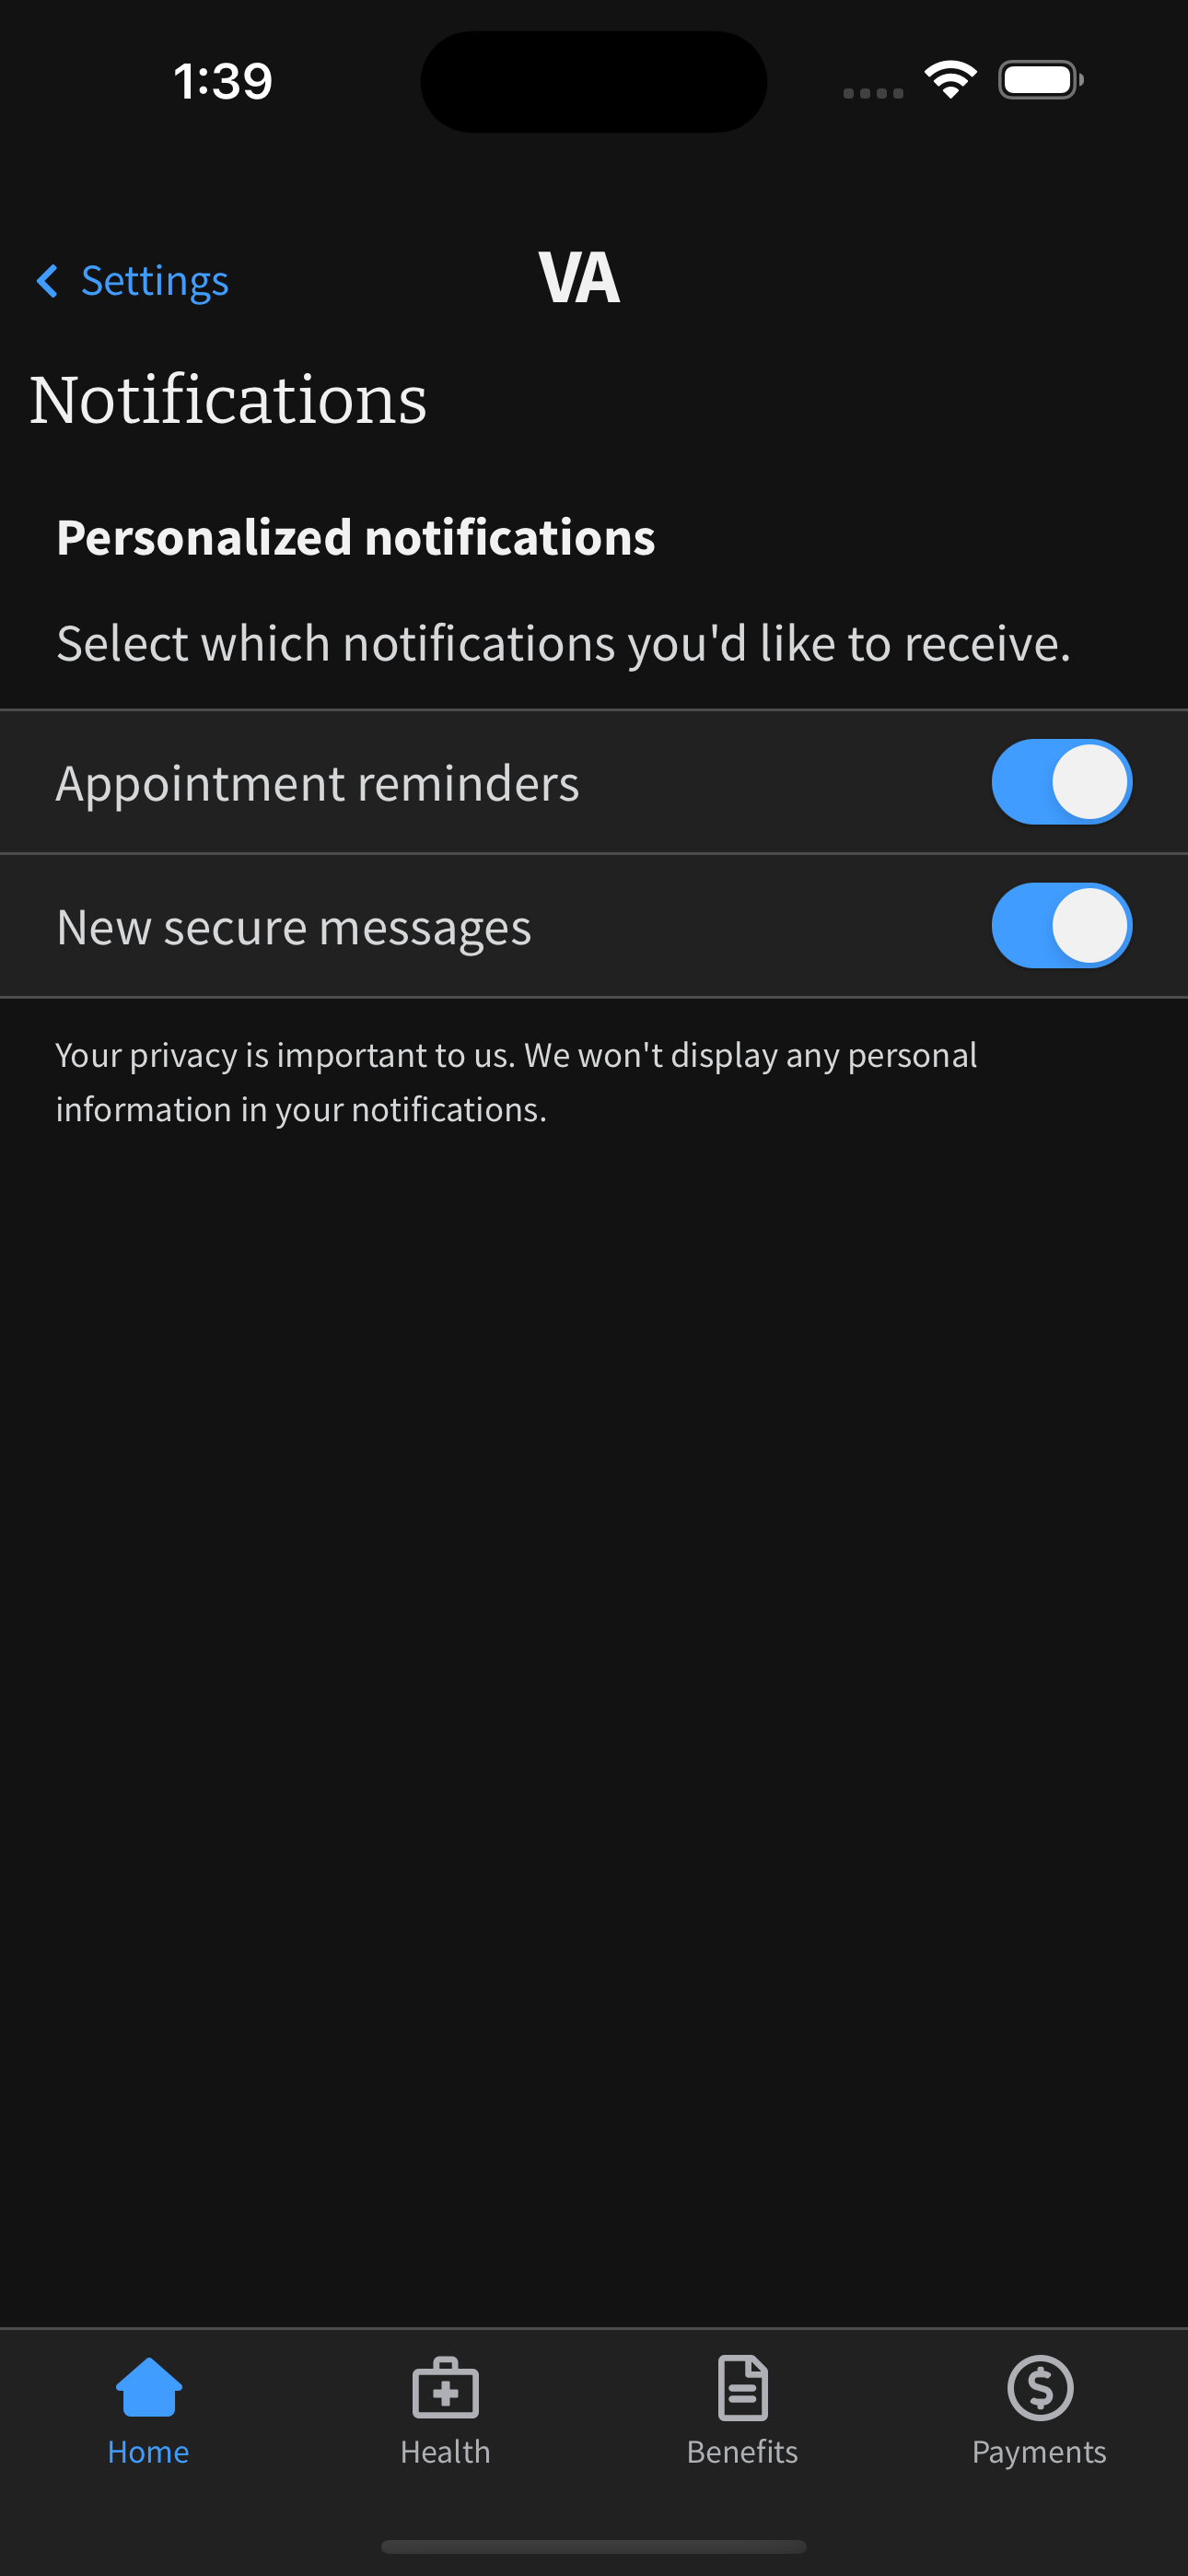 1:39
Settings
VA
Notifications
Personalized notifications
Select which notifications you'd like to receive.
Appointment reminders
New secure messages
Your privacy is important to us. We won't display any personal
information in your notifications.
Home
Health
Benefits
Payments